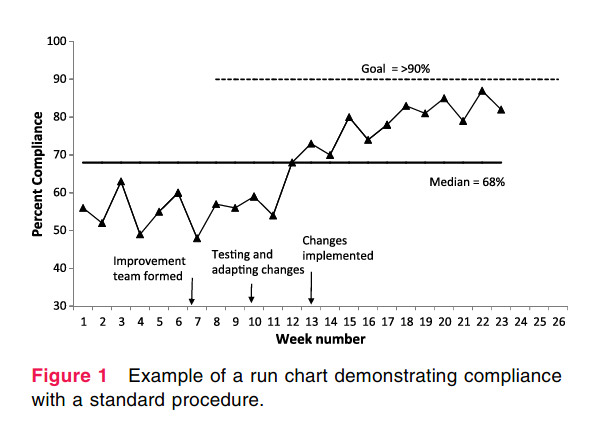 100
90
80
70
60
50
40
30
Percent Compliance
Goal = >90%
Median = 68%
Improvement
team formed
Testing and
adapting changes
Changes
implemented
1 2 3 4 5 6 7 8 9 10 11 12 13 14 15 16 17 18 19 20 21 22 23 24 25 26
Week number
Figure 1 Example of a run chart demonstrating compliance
with a standard procedure.